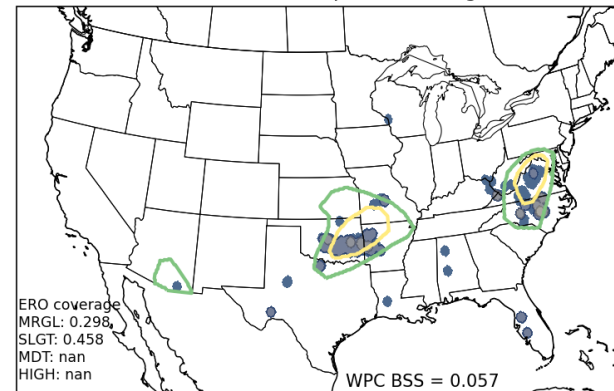 ERO coverage
MRGL: 0.298
SLGT: 0.458
MDT: nan
HIGH: nan
WPC BSS = 0.057